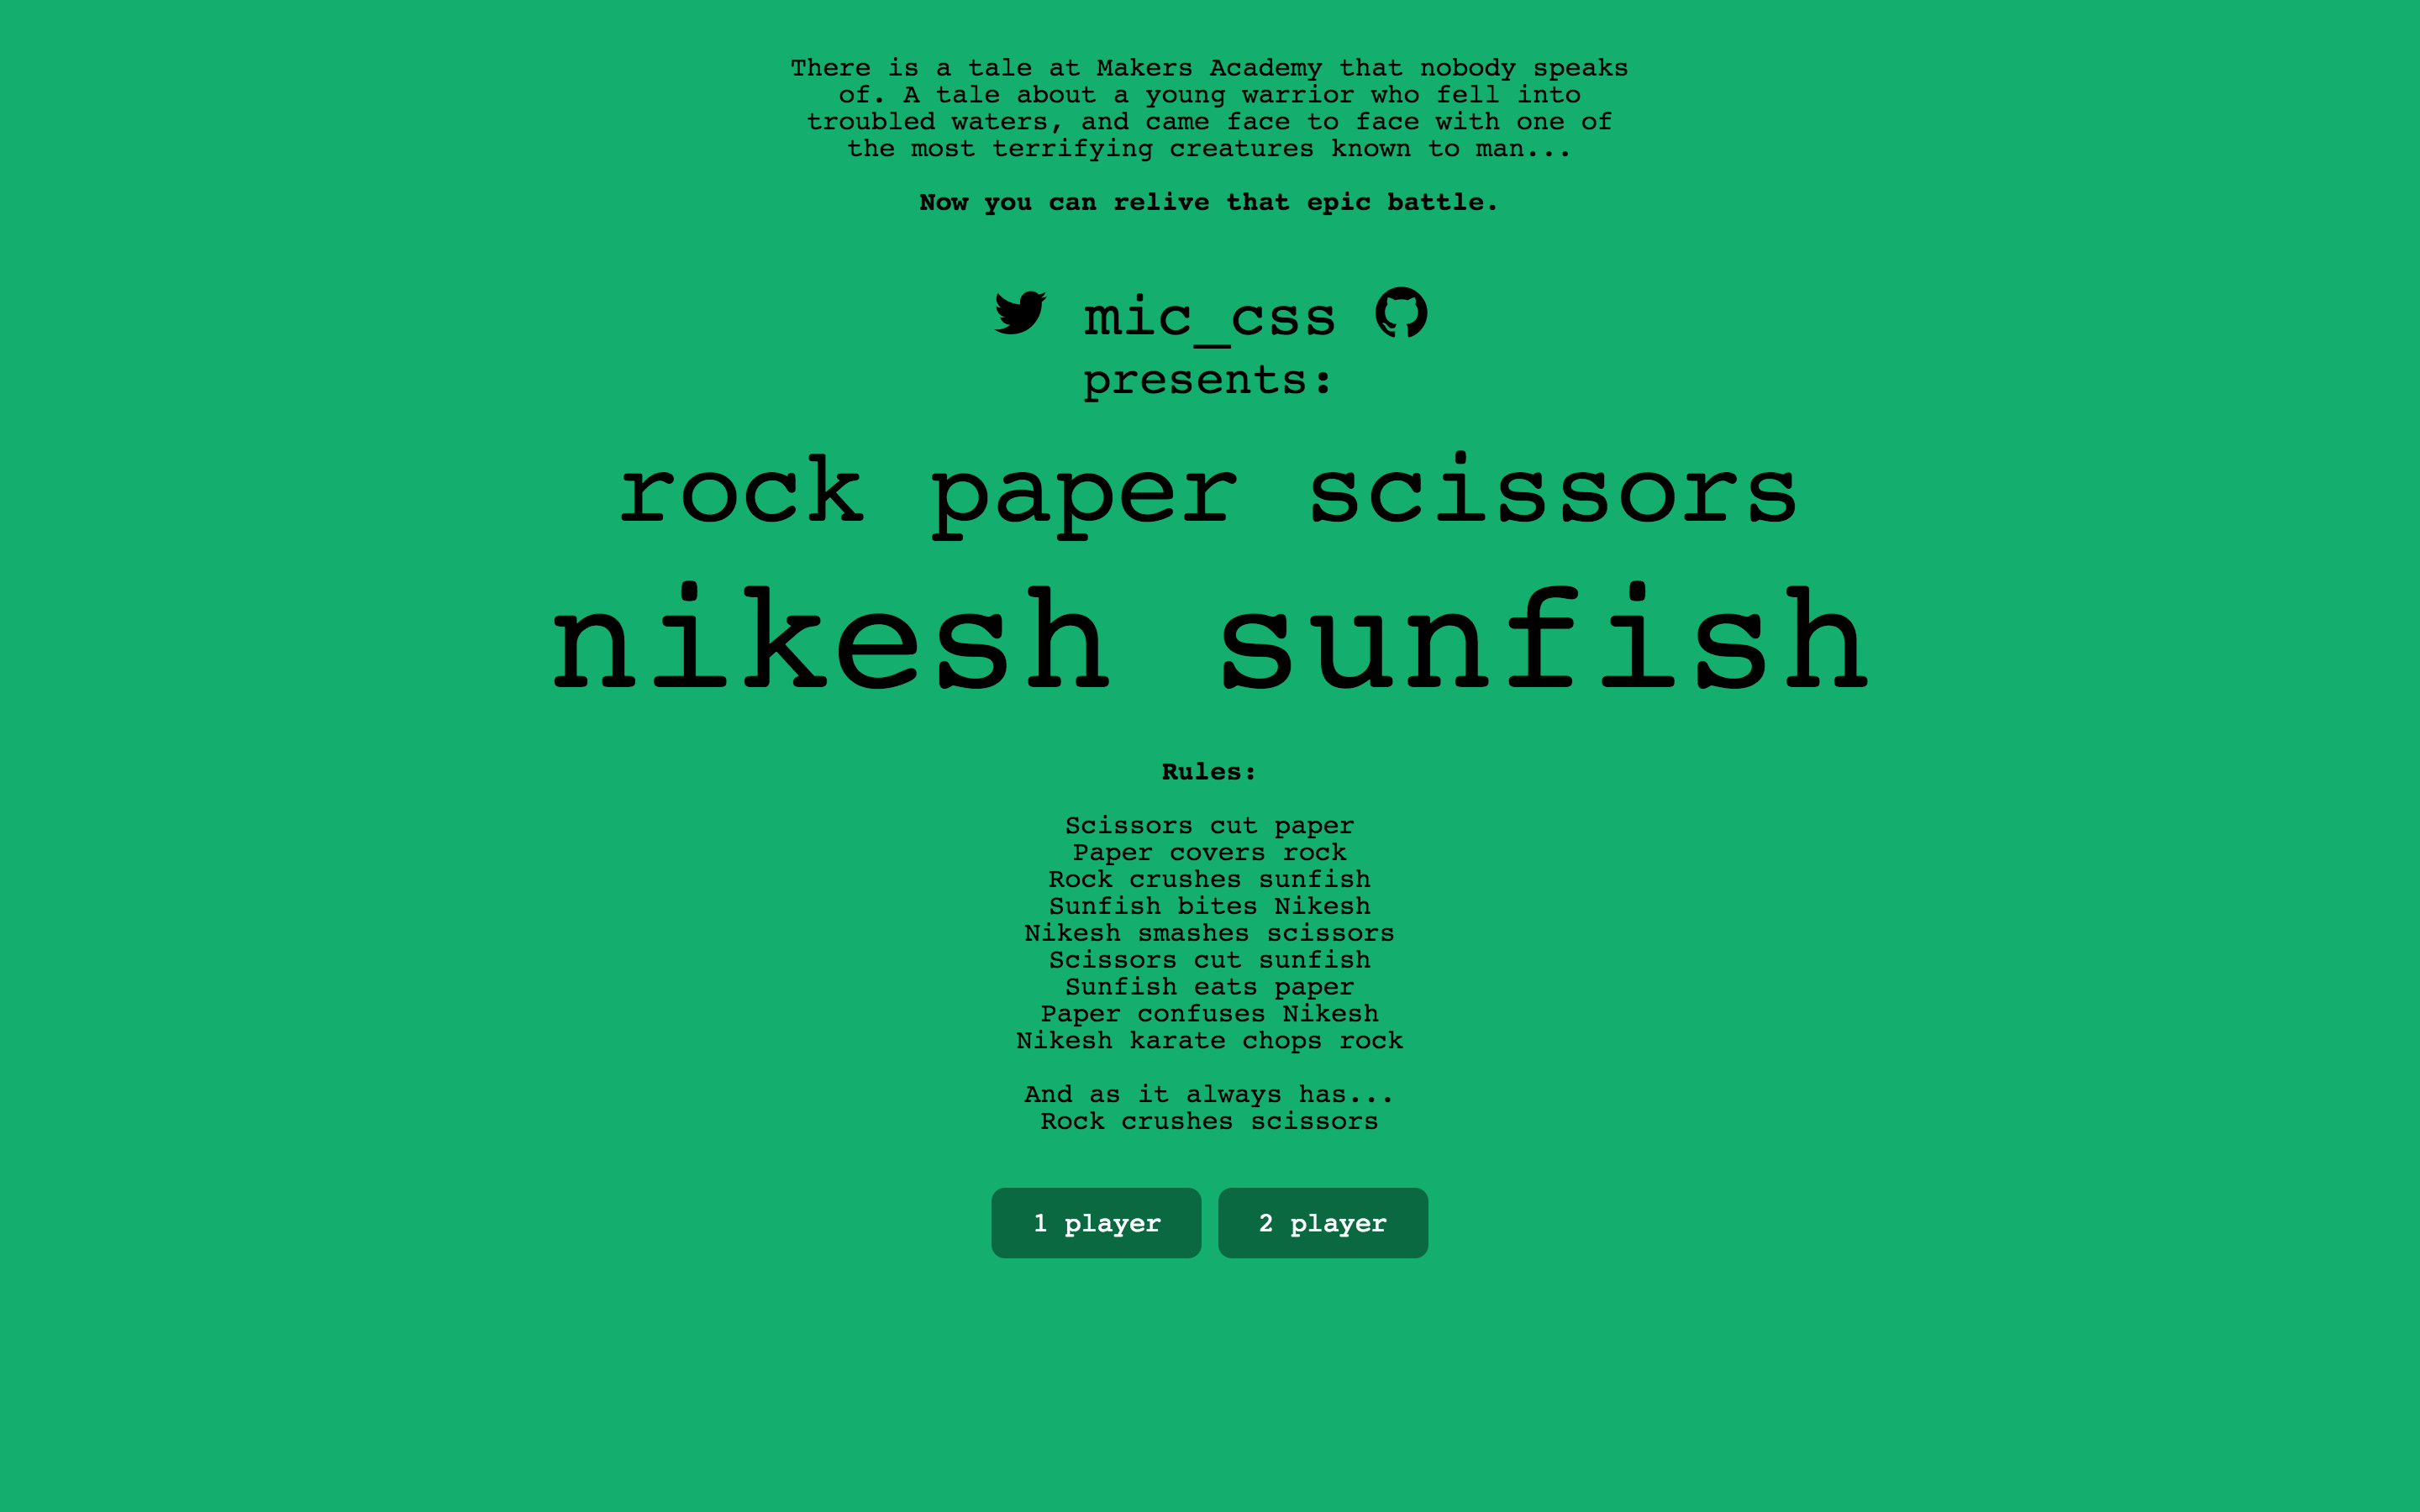 There is a tale at Makers Academy that nobody speaks
of. A tale about a young warrior who fell into
troubled waters, and came face to face with one of
the most terrifying creatures known to man...
Now you can relive that epic battle.
mic_css
presents:
rock paper scissors
nikesh sunfish
Rules:
Scissors cut paper
Paper covers rock
Rock crushes sunfish
Sunfish bites Nikesh
Nikesh smashes scissors
Scissors cut sunfish
Sunfish eats paper
Paper confuses Nikesh
Nikesh karate chops rock
And as it always has...
Rock crushes scissors
1 player 2 player